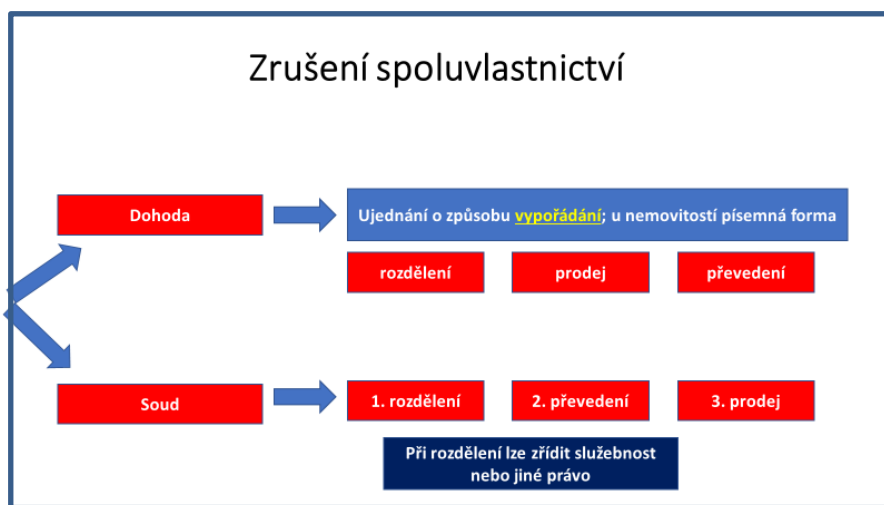 Zrušení spoluvlastnictví
Dohoda
Ujednání o způsobu vypořádání; u nemovitostí písemná forma
rozdělení
prodej
převedení
Soud
1. rozdělení
2. převedení
3. prodej
Při rozdělení lze zřídit služebnost
nebo jiné právo